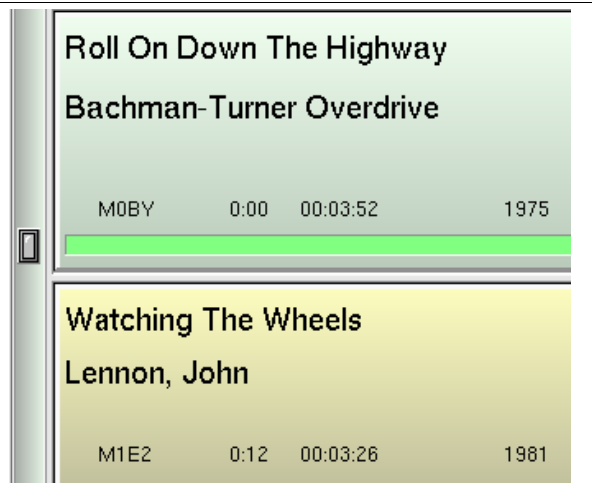 Roll On Down The Highway
Bachman-Turner Overdrive
M0BY 0:00 00:03:52 1975
Watching The Wheels
Lennon, John
M1E2 0:12 00:03:26 1981